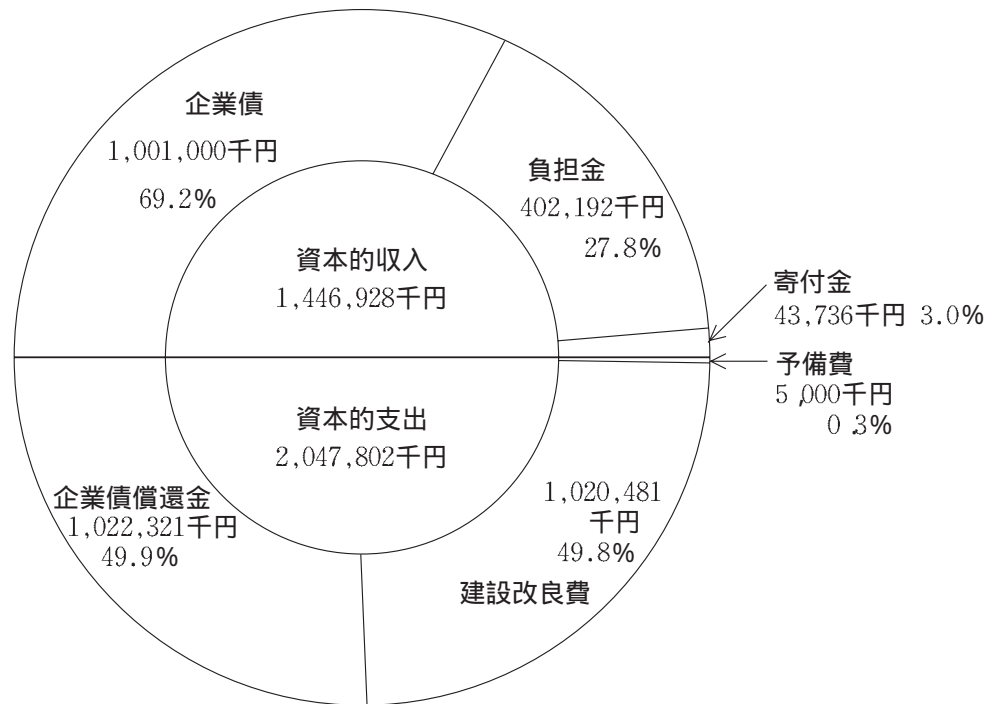 企業債
1,001,000千円
69.2%
負担金
402,192千円
27.8%
資本的収入
1,446,928千円
寄付金
43,736千円 3.0%
予備費
5,000千円
0.3%
資本的支出
2,047,802千円
企業債償還金
1,022,321千円
49.9%
1,020,481
千円
49.8%
建設改良費